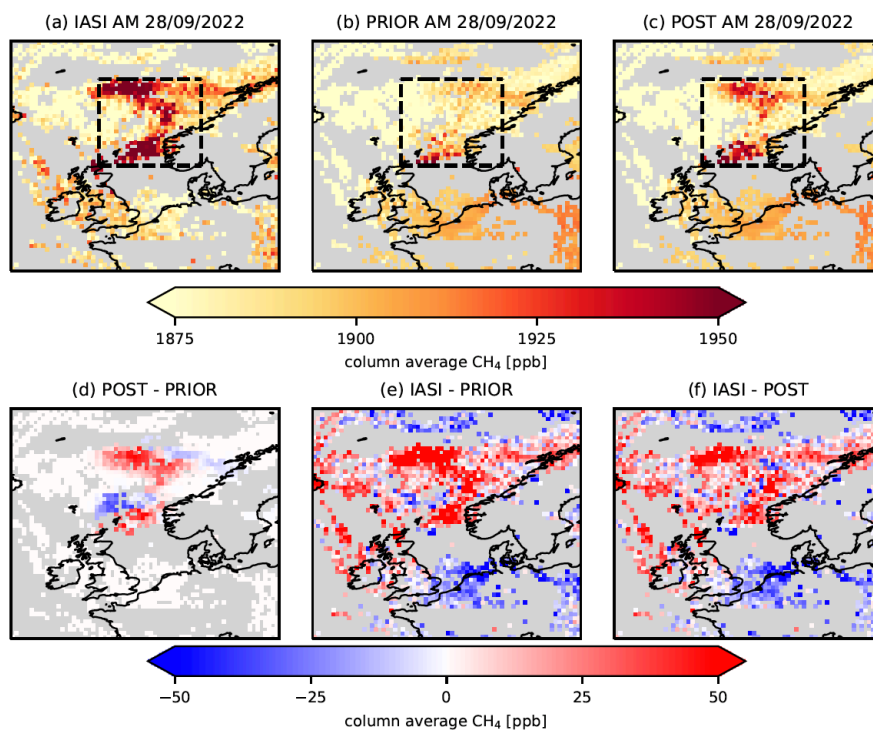 (a) IASI AM 28/09/2022
(b) PRIOR AM 28/09/2022
(c) POST AM 28/09/2022
1875
1900
1925
1950
column average CH₄ [ppb]
(d) POST - PRIOR
(e) IASI - PRIOR
(f) IASI - POST
−50
−25
0
25
50
column average CH₄ [ppb]